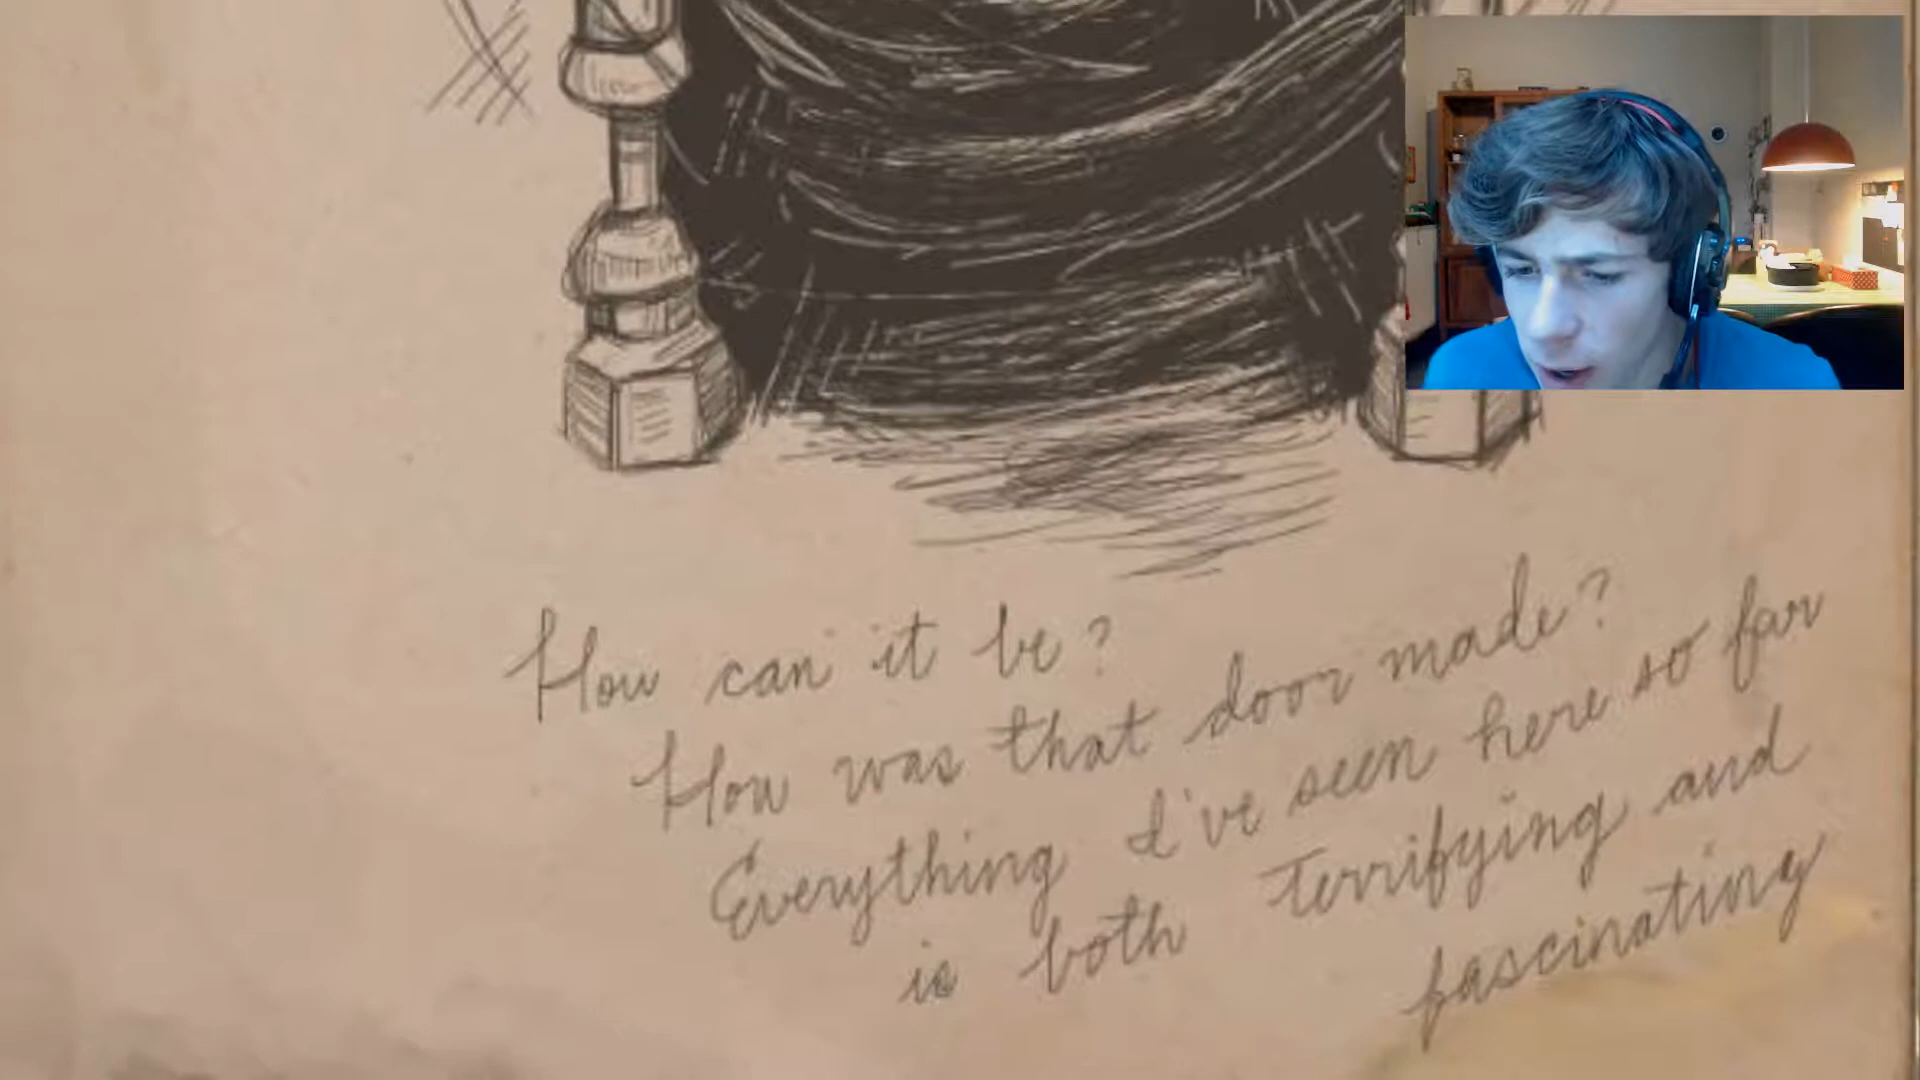 How can it be?
How was that door made?
Everything I've seen here so far
is both terrifying and
fascinating